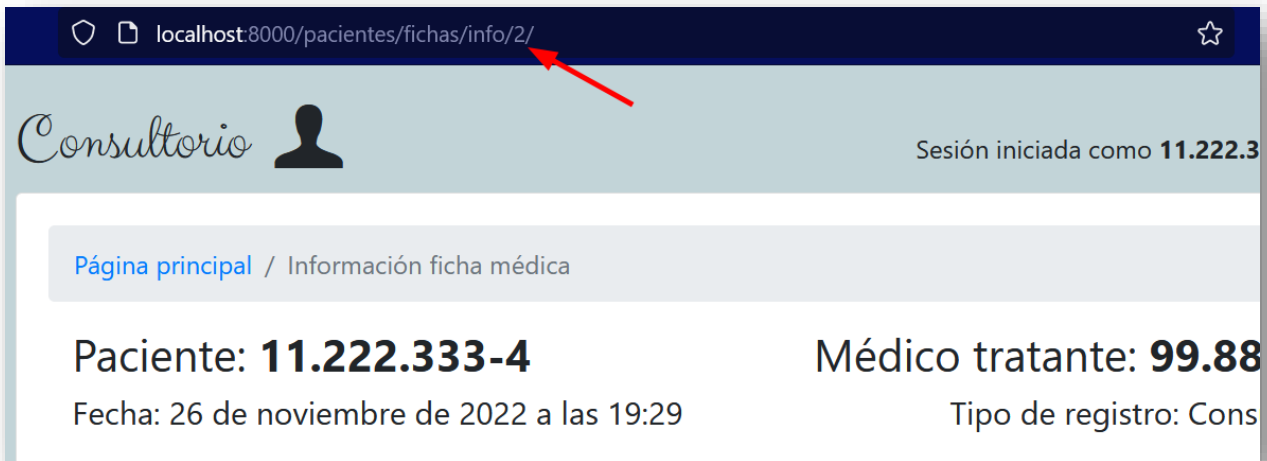 localhost:8000/pacientes/fichas/info/2/
Consultorio
Sesión iniciada como 11.222.3
Página principal / Información ficha médica
Paciente: 11.222.333-4
Médico tratante: 99.88
Fecha: 26 de noviembre de 2022 a las 19:29
Tipo de registro: Cons